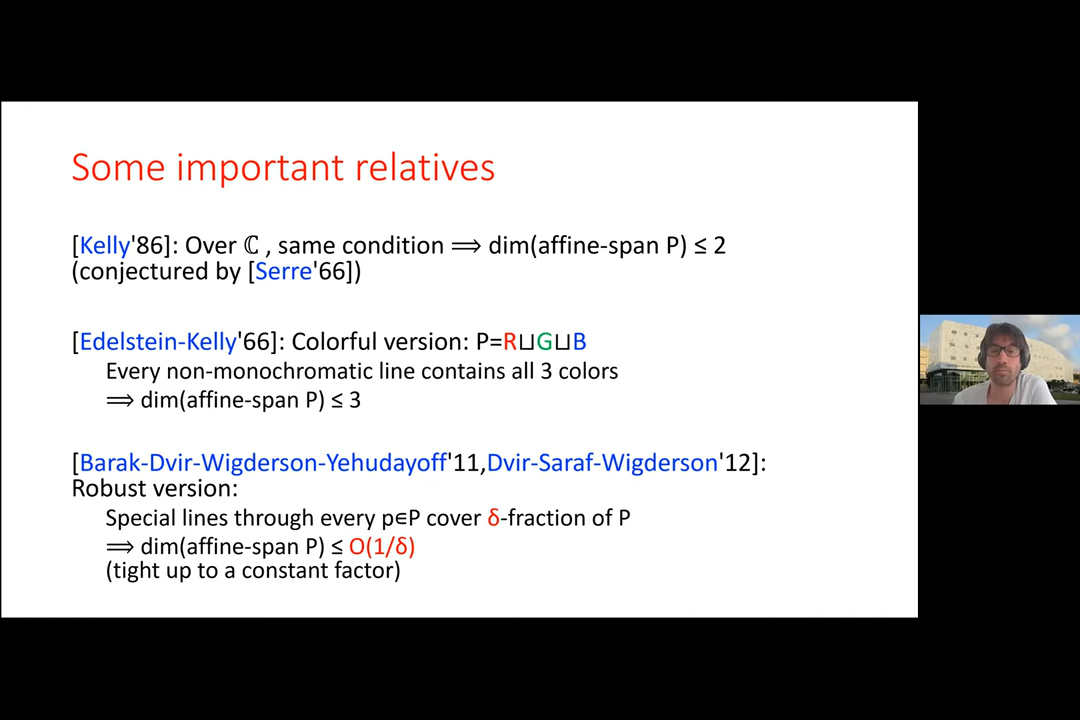 Some important relatives
[Kelly'86]: Over ℂ , same condition ⟹ dim(affine-span P) ≤ 2
(conjectured by [Serre'66])
[Edelstein-Kelly'66]: Colorful version: P=R⊔G⊔B
Every non-monochromatic line contains all 3 colors
⟹ dim(affine-span P) ≤ 3
[Barak-Dvir-Wigderson-Yehudayoff'11,Dvir-Saraf-Wigderson'12]:
Robust version:
Special lines through every p∈P cover δ-fraction of P
⟹ dim(affine-span P) ≤ O(1/δ)
(tight up to a constant factor)